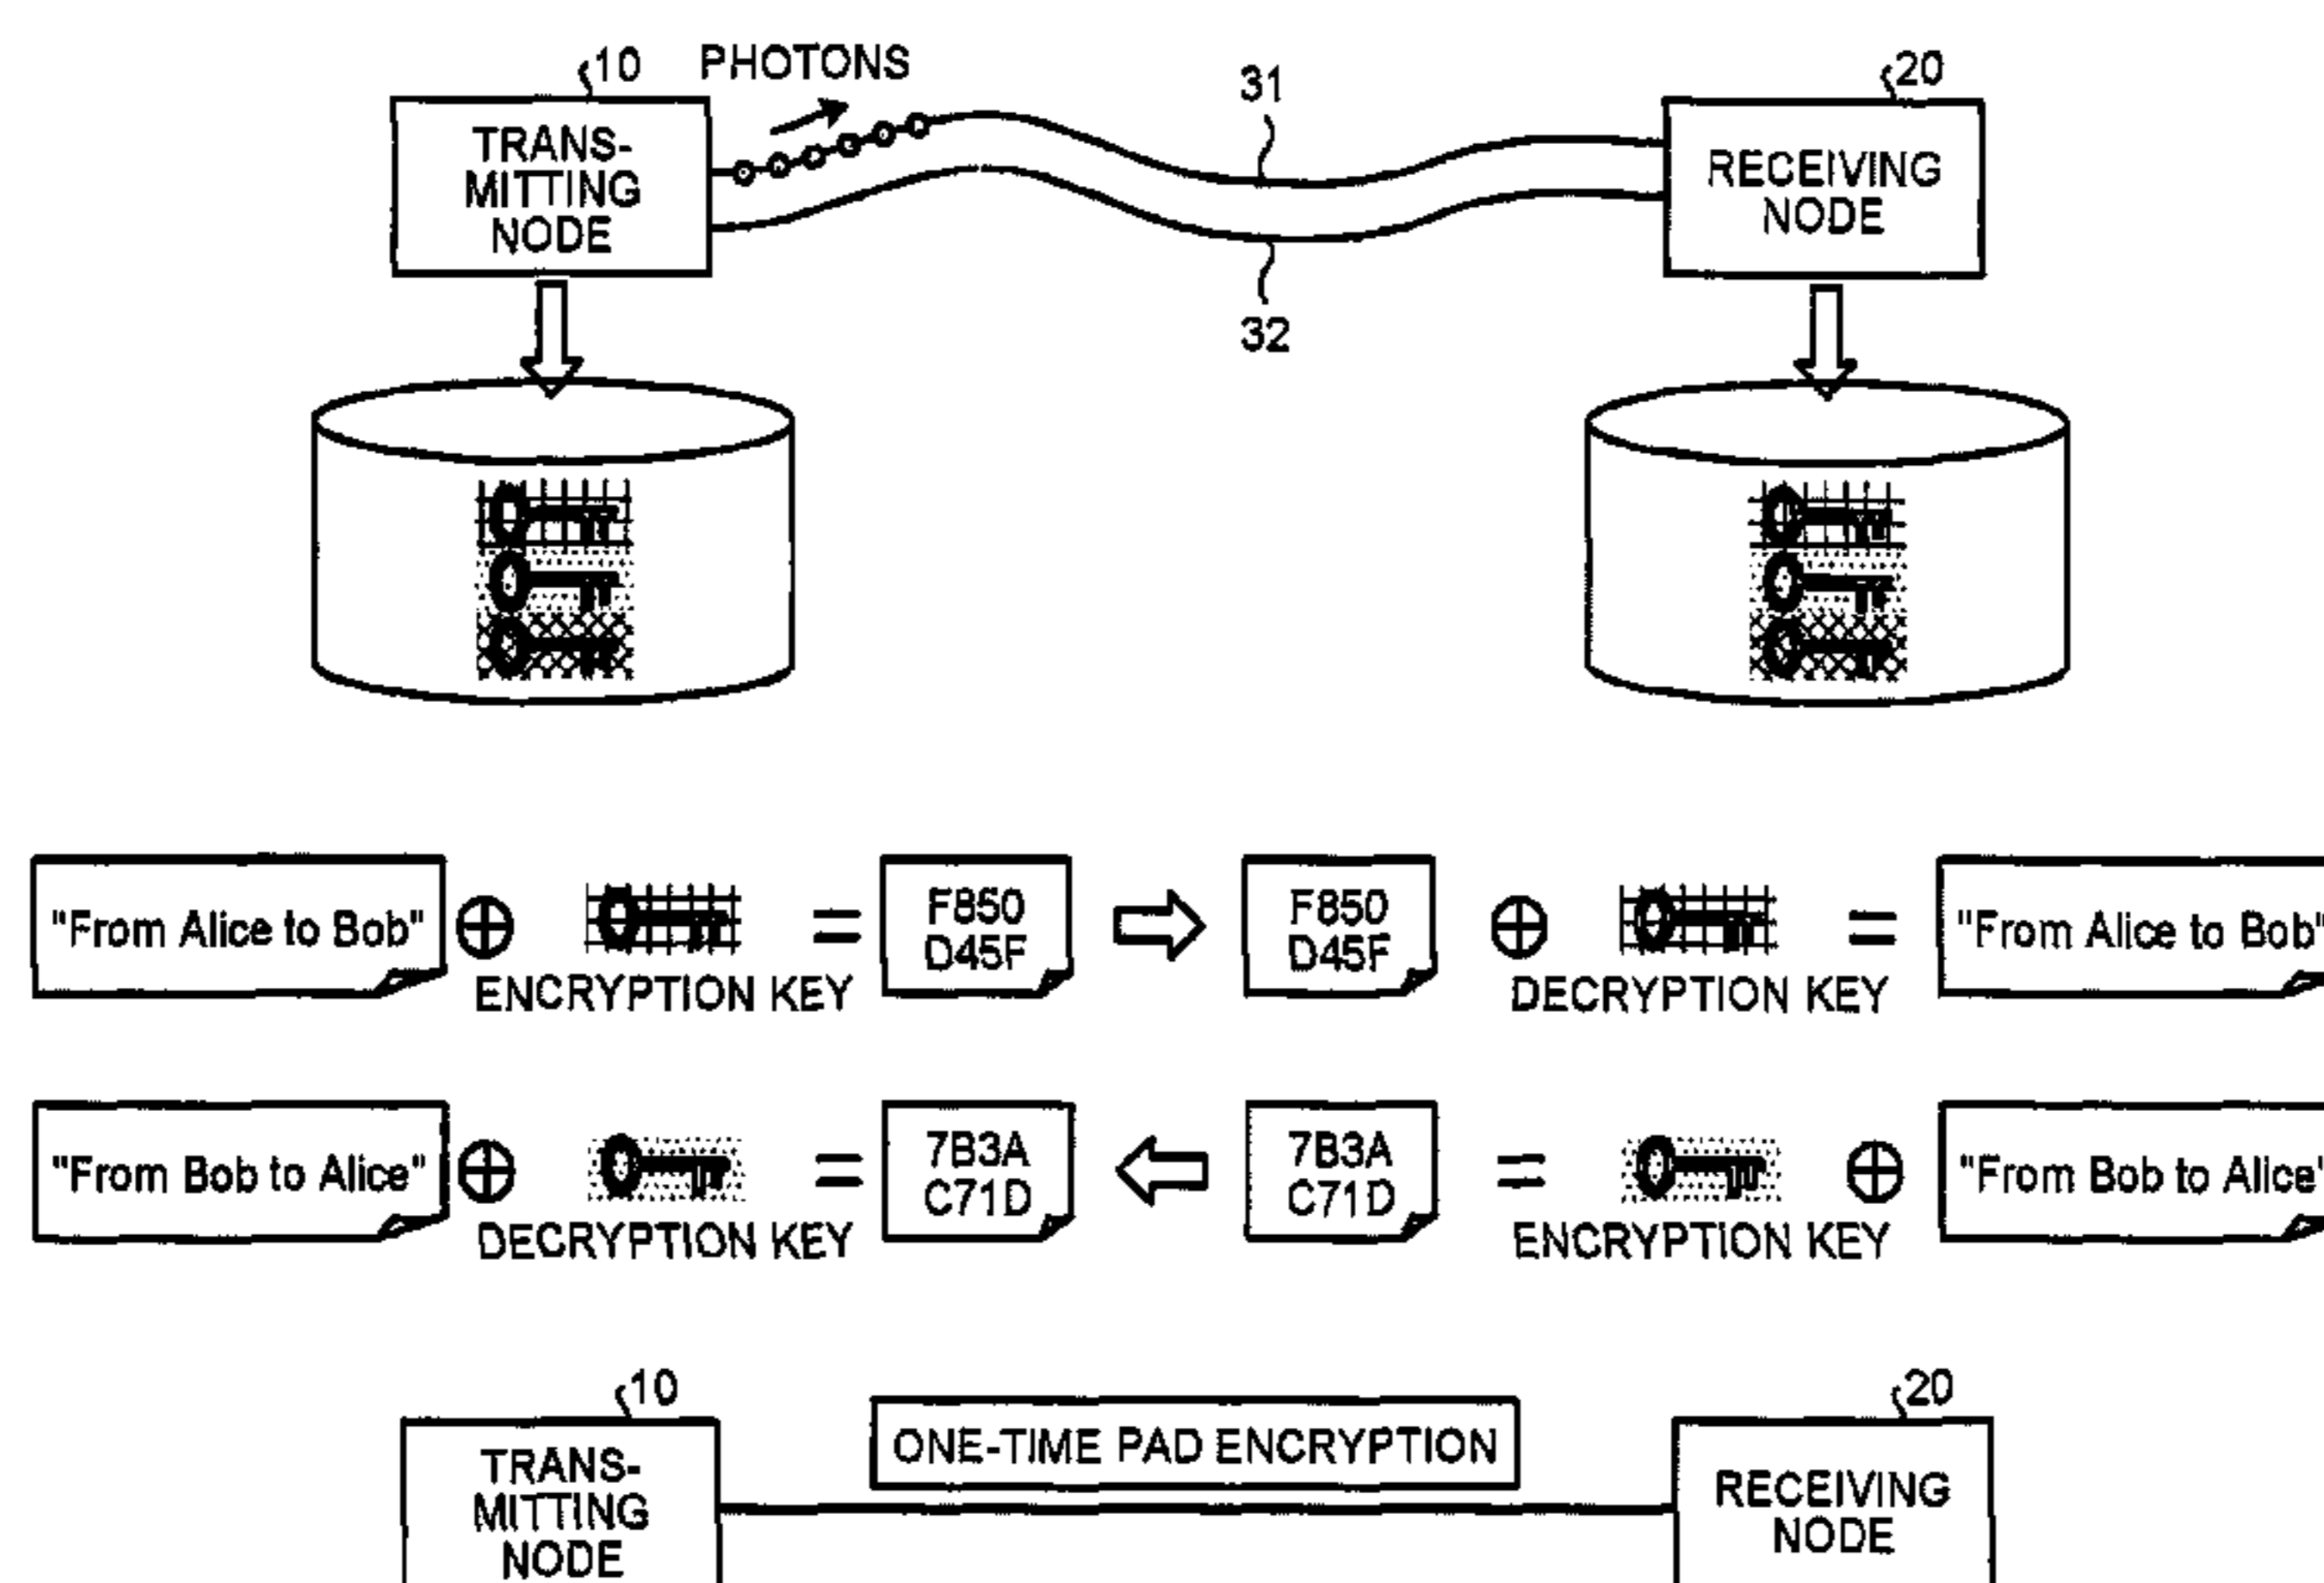 10
PHOTONS
31
20
TRANS-
MITTING
NODE
RECEIVING
NODE
32
"From Alice to Bob"
ENCRYPTION KEY
=
F850
D45F
F850
D45F
DECRYPTION KEY
=
"From Alice to Bob"
"From Bob to Alice"
DECRYPTION KEY
=
7B3A
C71D
7B3A
C71D
=
ENCRYPTION KEY
"From Bob to Alice"
10
20
TRANS-
MITTING
NODE
ONE-TIME PAD ENCRYPTION
RECEIVING
NODE